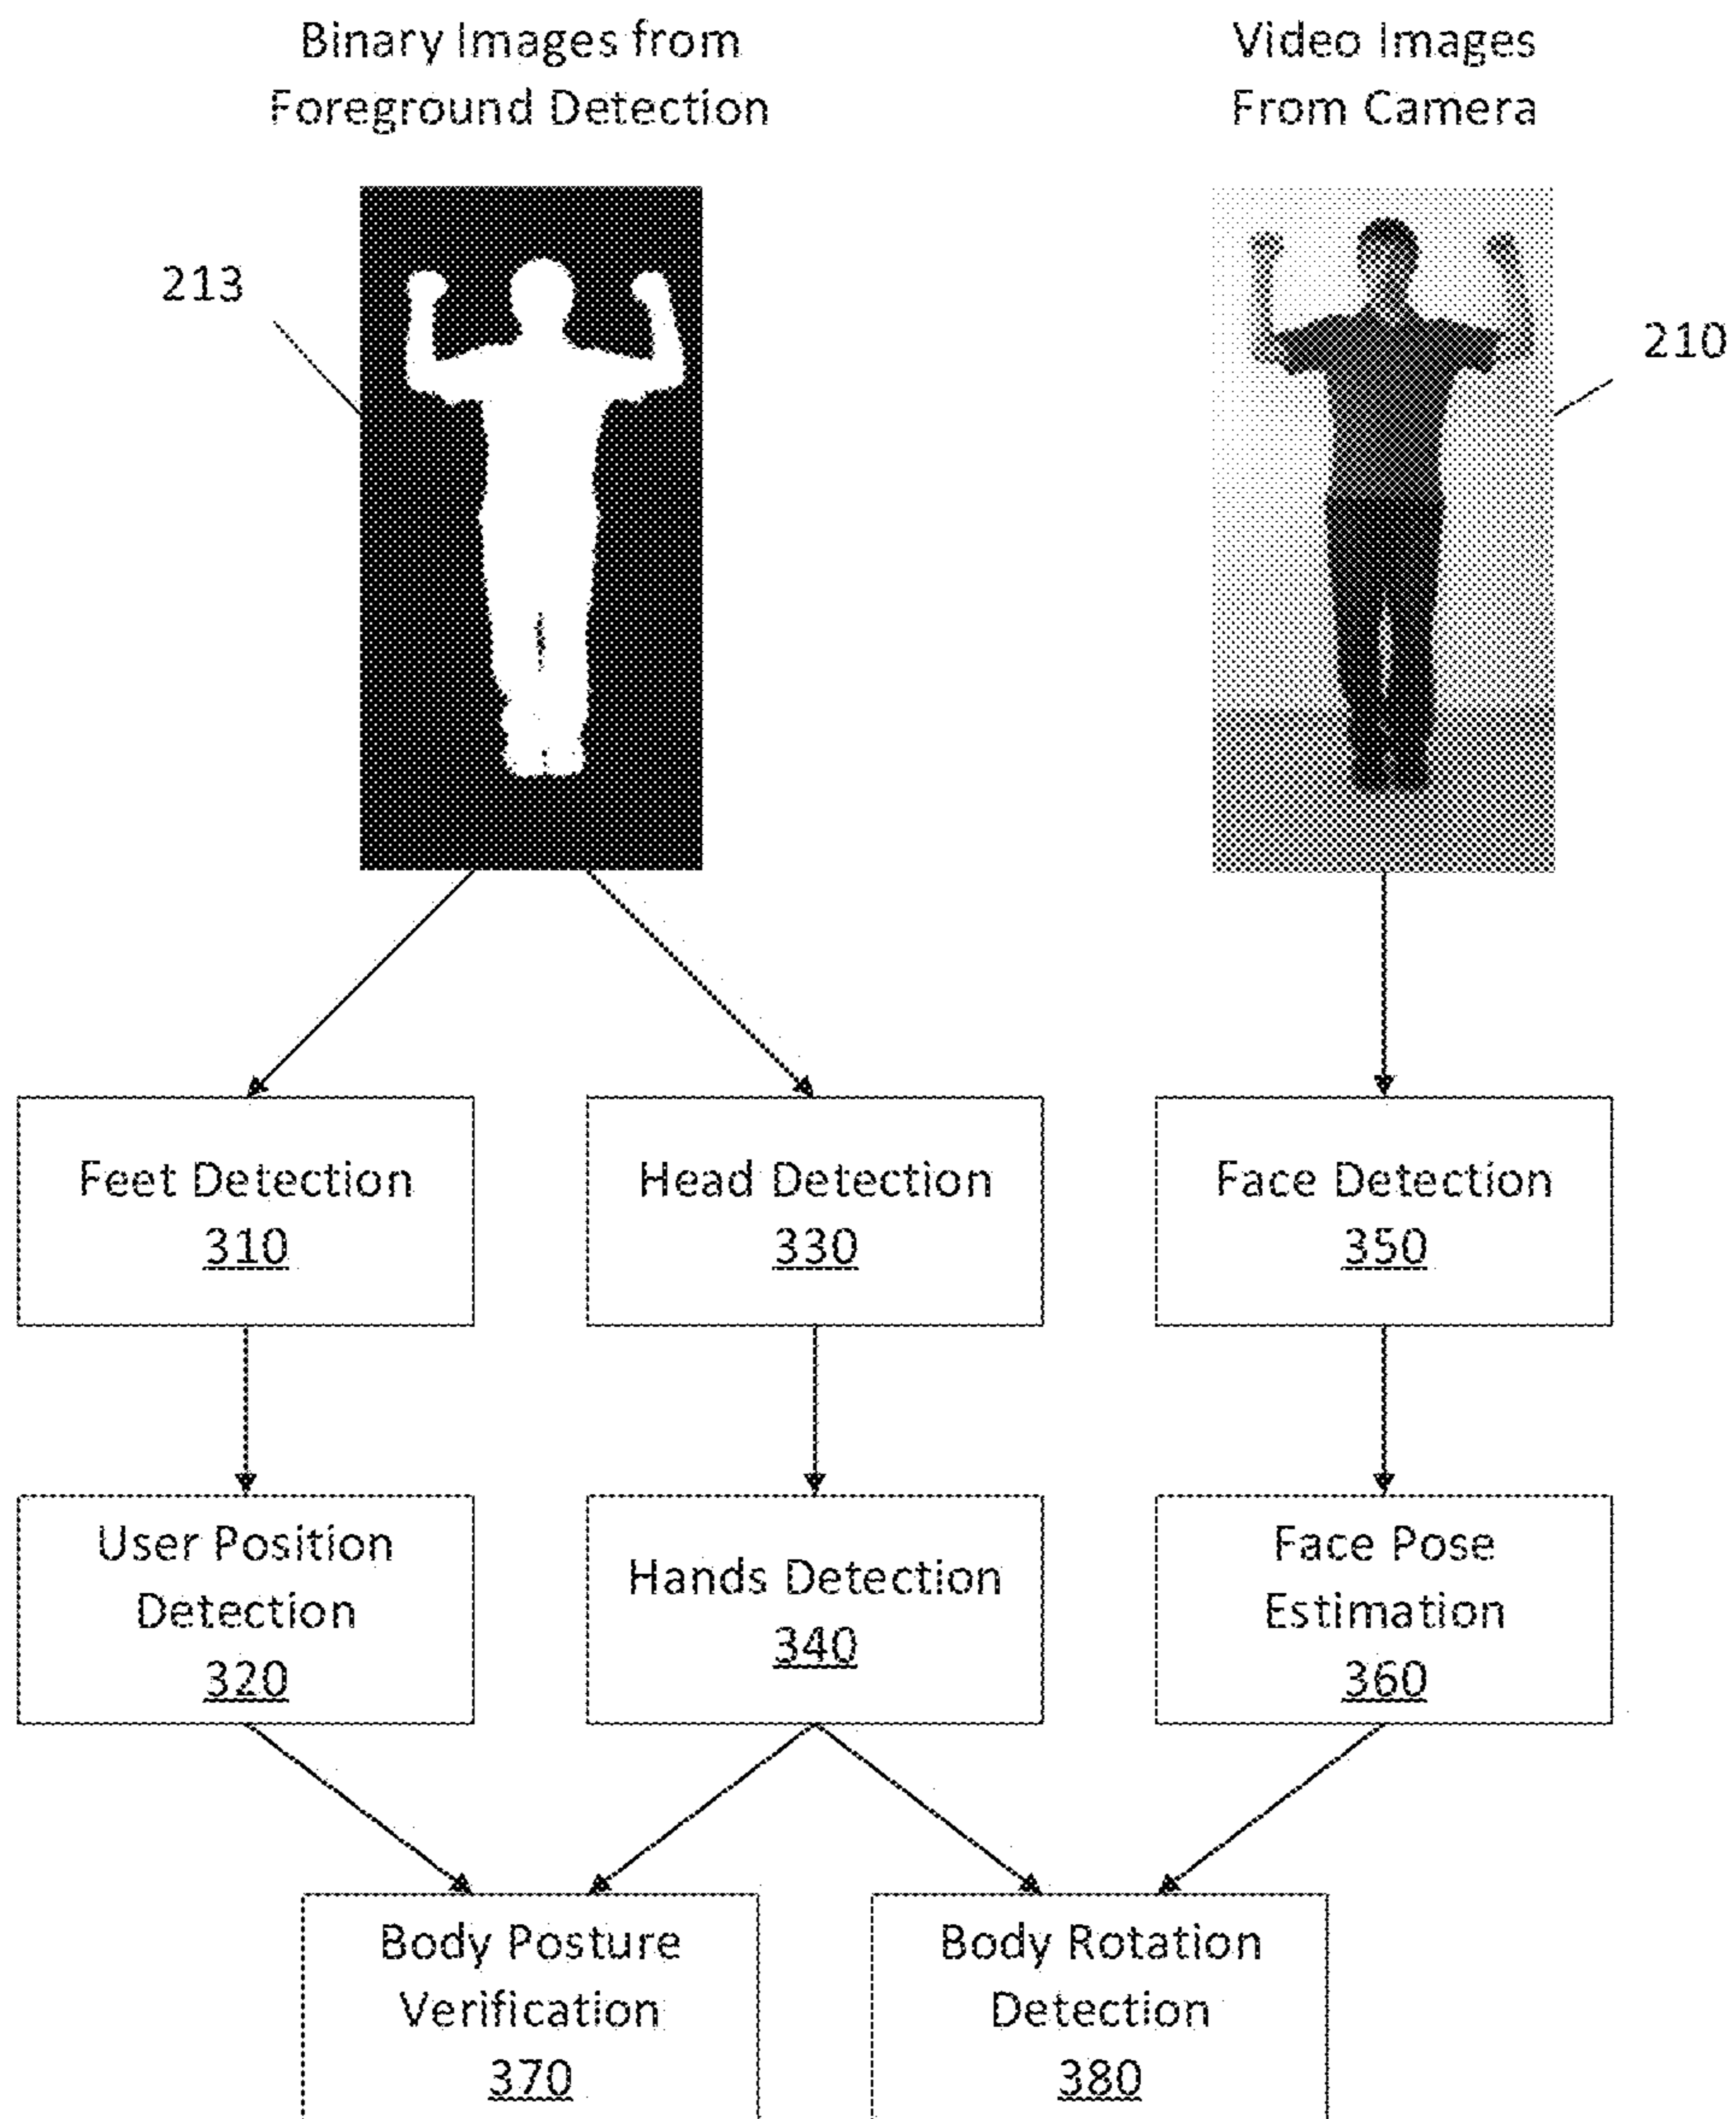 Binary Images from
Foreground Detection
Video Images
From Camera
213
210
Feet Detection
310
Head Detection
330
Face Detection
350
User Position
Detection
320
Hands Detection
340
Face Pose
Estimation
360
Body Posture
Verification
370
Body Rotation
Detection
380